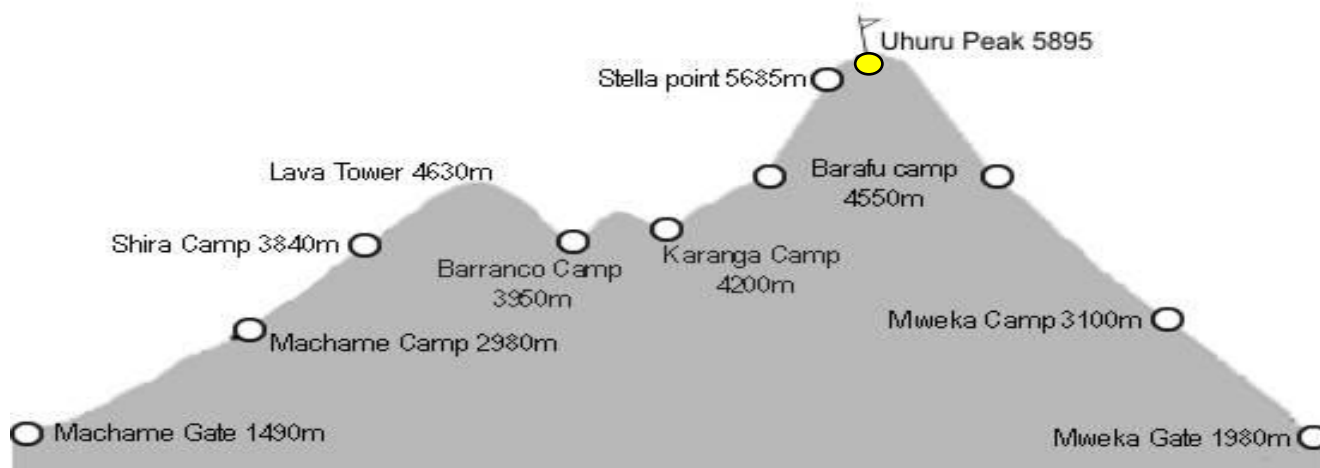 Uhuru Peak 5895
Stella point 5685m
Lava Tower 4630m
Barafu camp
4550m
Shira Camp 3840m
Barranco Camp
3950m
Karanga Camp
4200m
Machame Camp 2980m
Mweka Camp 3100m
Machame Gate 1490m
Mweka Gate 1980m